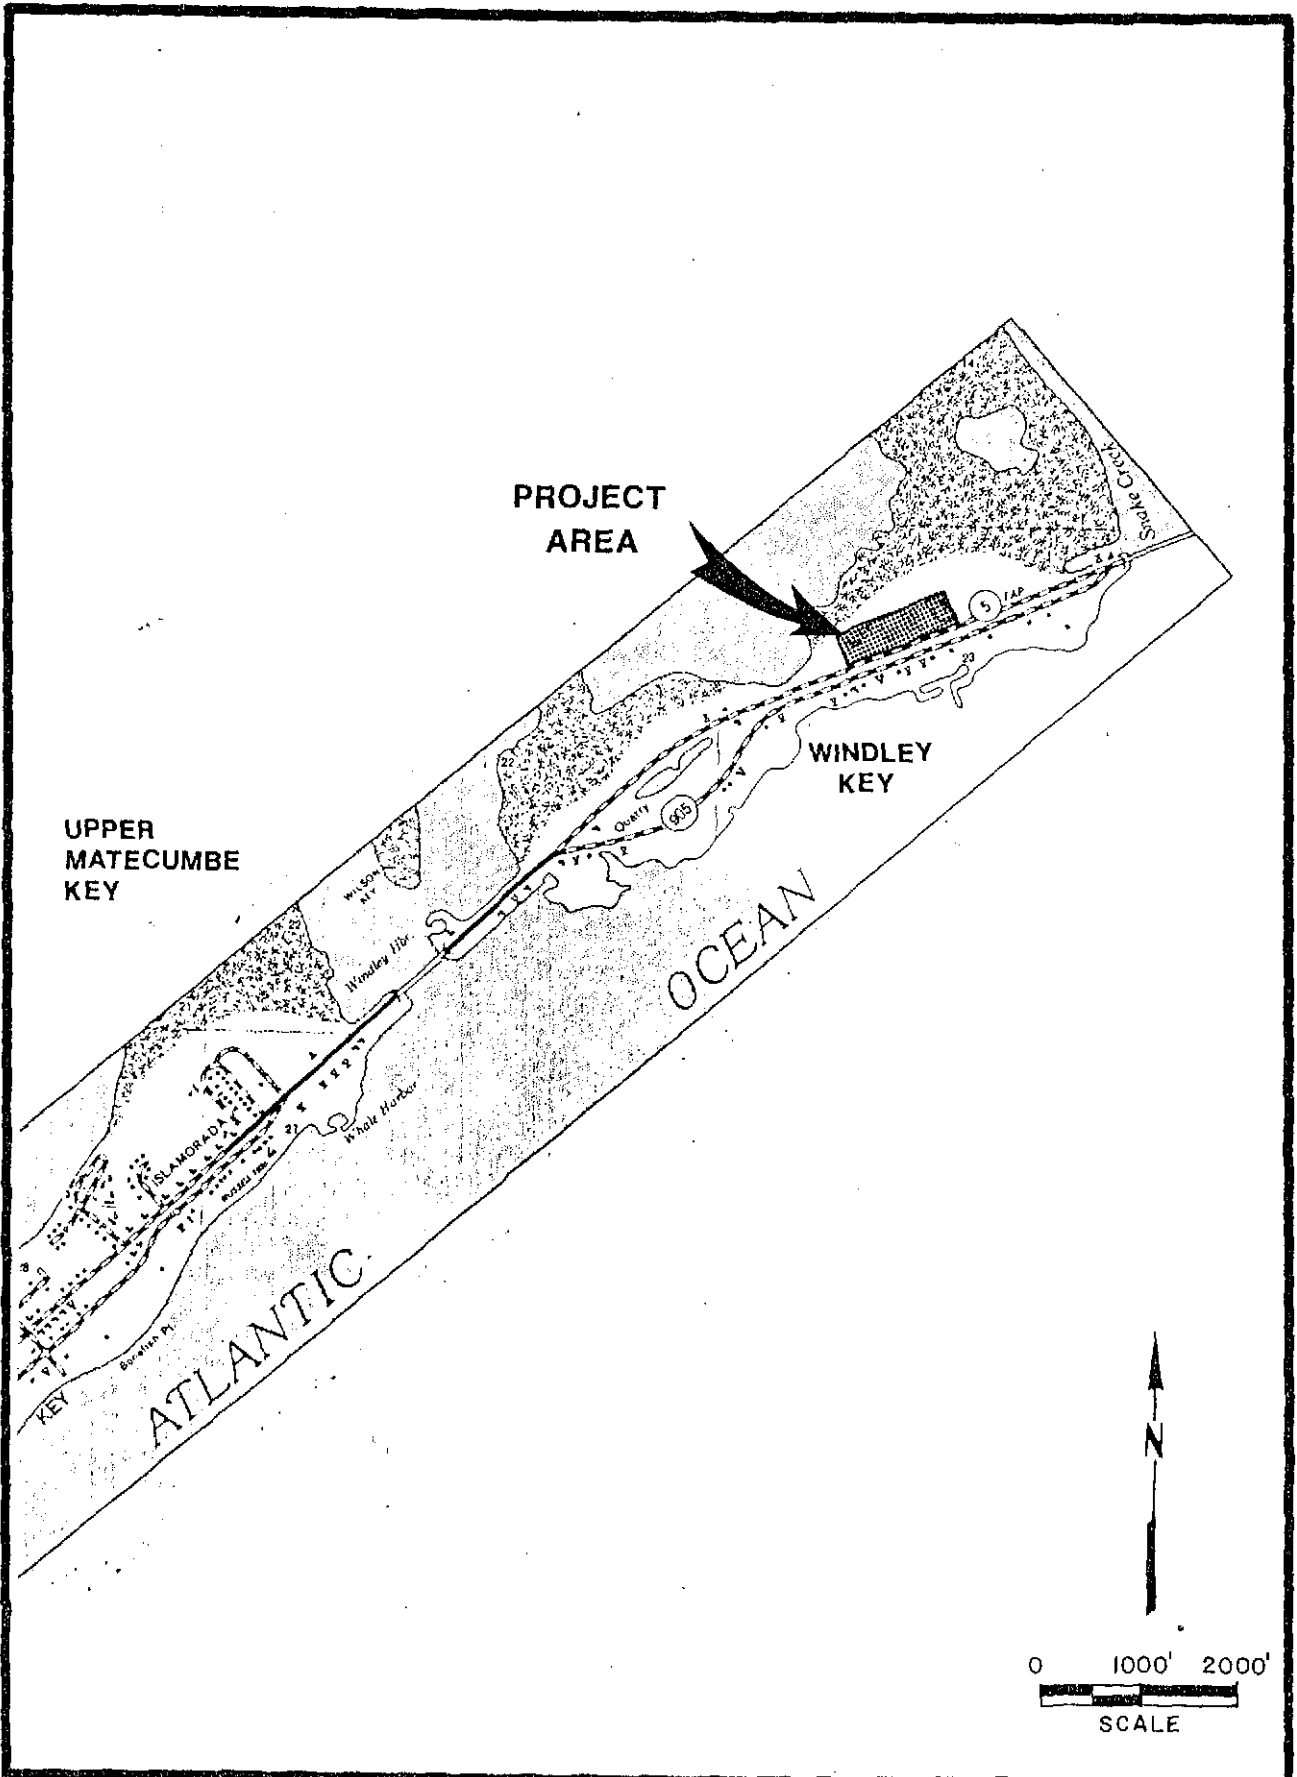 PROJECT
AREA
Snake Creek
5
FAP
23
WINDLEY
KEY
22
Quarry
905
UPPER
MATECUMBE
KEY
WILSON
KEY
Windley Hbr.
OCEAN
ISLAMORADA
21
Whale Harbor
ATLANTIC
Bonefish Pt.
KEY
N
0 1000' 2000'
SCALE